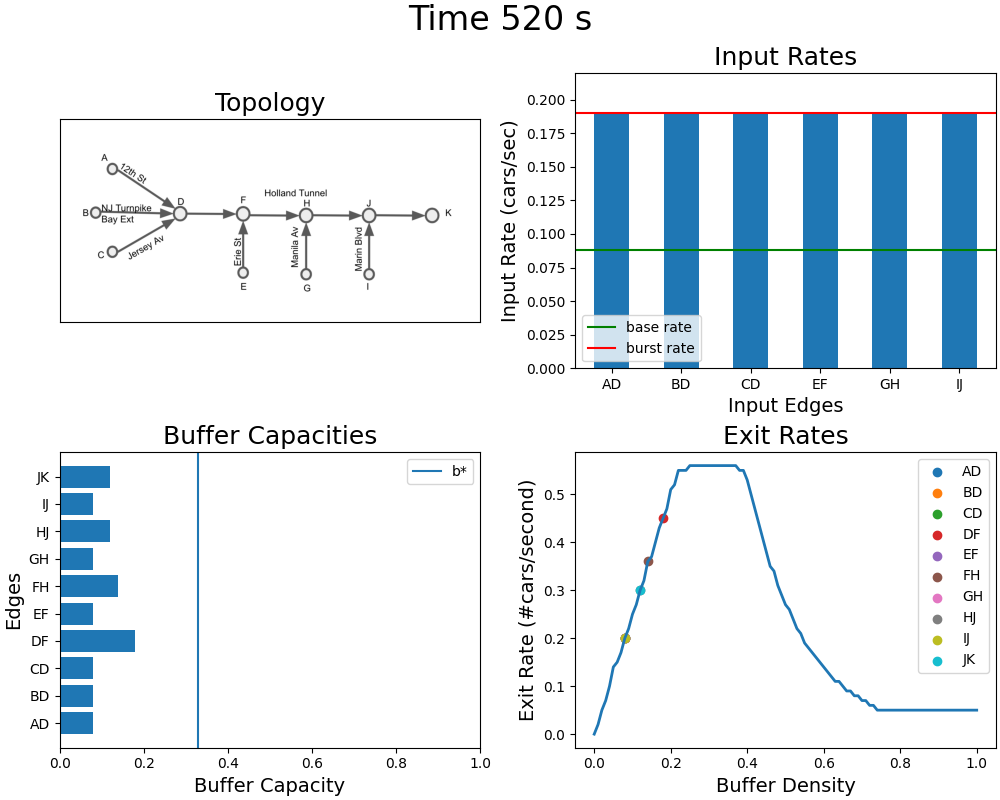 Time 520 s
Topology
A
12th St
B
NJ Turnpike
Bay Ext
C
Jersey Av
D
F
Holland Tunnel
H
J
K
Erie St
Manila Av
Marin Blvd
E
G
I
Input Rates
Input Rate (cars/sec)
0.200
0.175
0.150
0.125
0.100
0.075
0.050
0.025
0.000
base rate
burst rate
AD BD CD EF GH IJ
Input Edges
Buffer Capacities
Edges
JK
IJ
HJ
GH
FH
EF
DF
CD
BD
AD
b*
0.0 0.2 0.4 0.6 0.8 1.0
Buffer Capacity
Exit Rates
Exit Rate (#cars/second)
0.5
0.4
0.3
0.2
0.1
0.0
AD
BD
CD
DF
EF
FH
GH
HJ
IJ
JK
0.0 0.2 0.4 0.6 0.8 1.0
Buffer Density